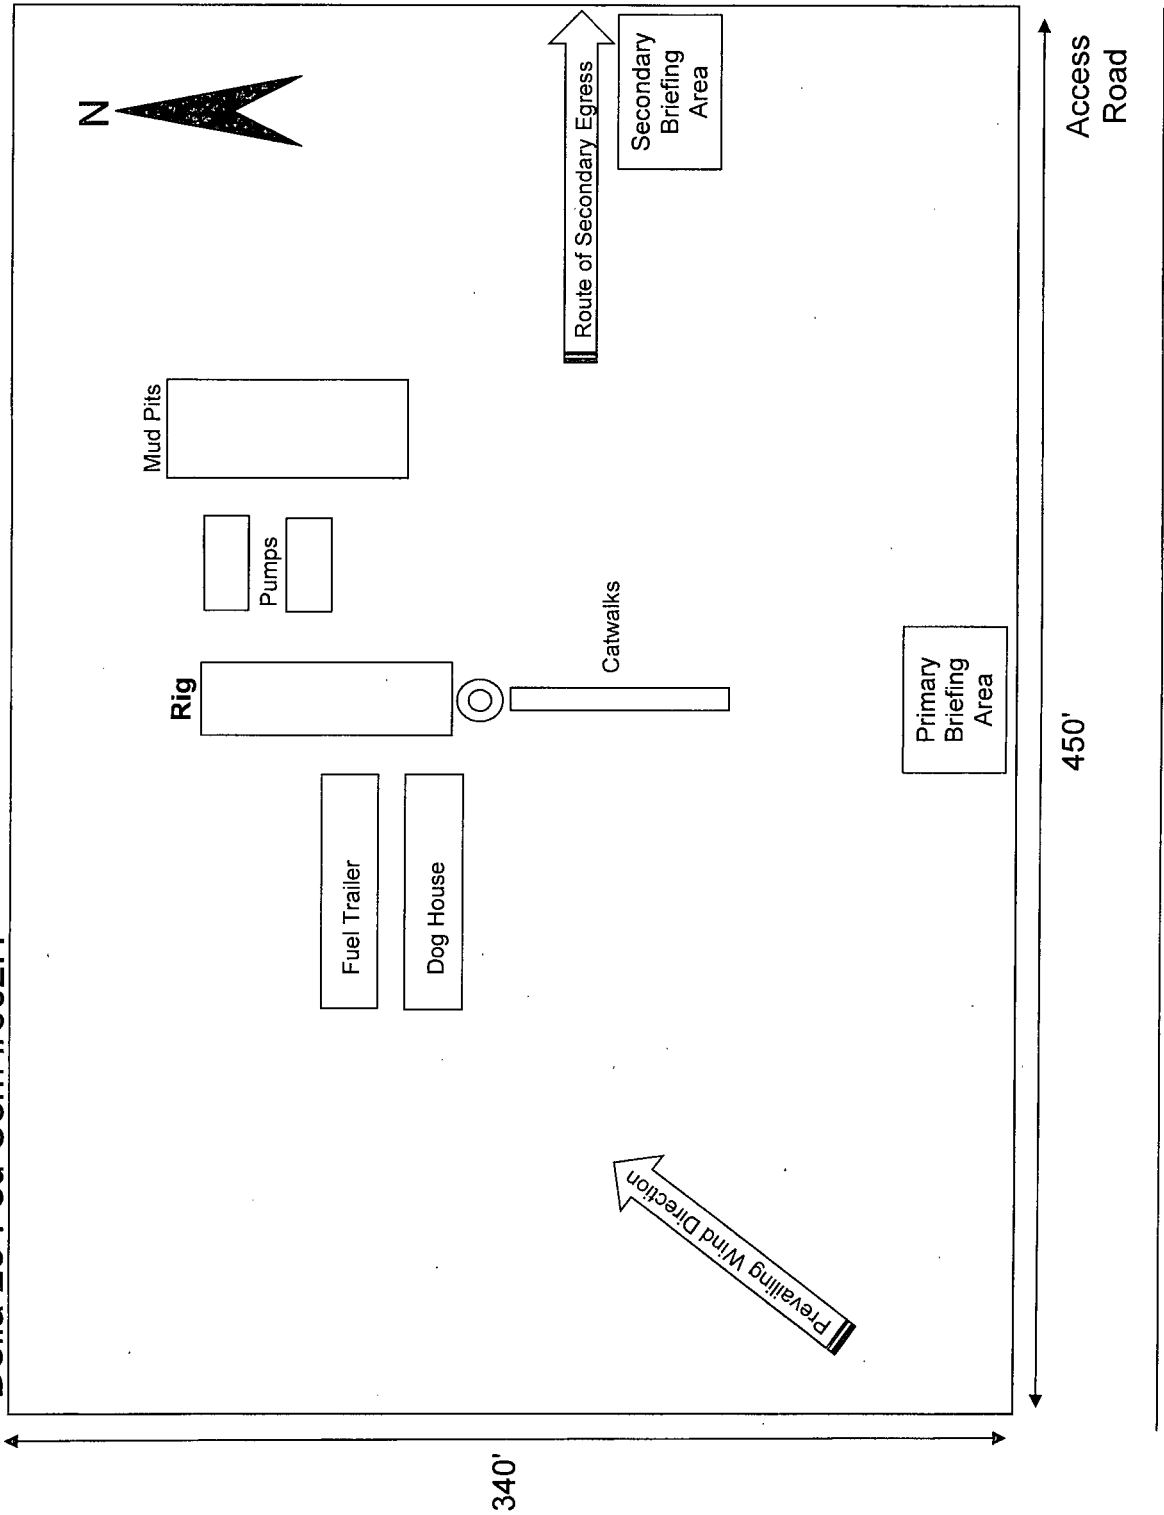 N
Mud Pits
Rig
Pumps
Fuel Trailer
Dog House
340'
Route of Secondary Egress
Catwalks
Secondary
Briefing
Area
Prevailing Wind Direction
Primary
Briefing
Area
450'
Access
Road